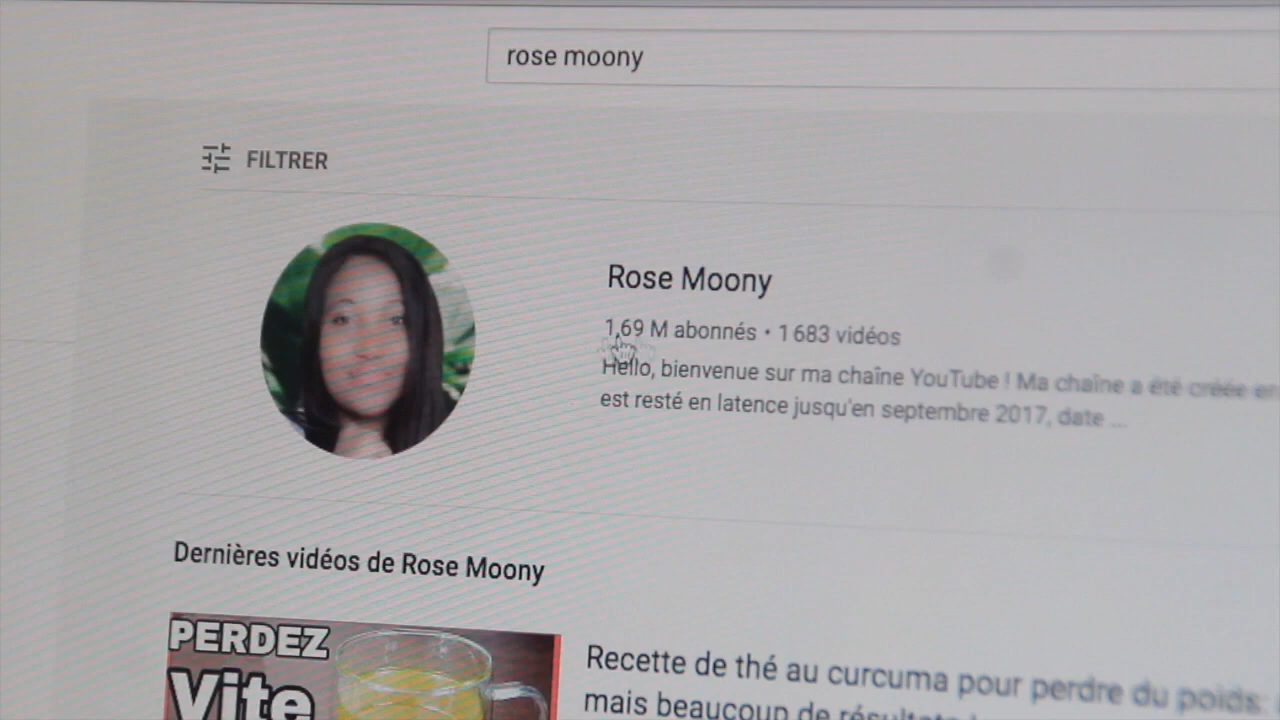 rose moony
FILTRER
Rose Moony
1,69 M abonnés • 1 683 vidéos
Hello, bienvenue sur ma chaîne YouTube ! Ma chaîne a été créée en
est resté en latence jusqu'en septembre 2017, date ...
Dernières vidéos de Rose Moony
PERDEZ
Vite
Recette de thé au curcuma pour perdre du poids
mais beaucoup de résultats